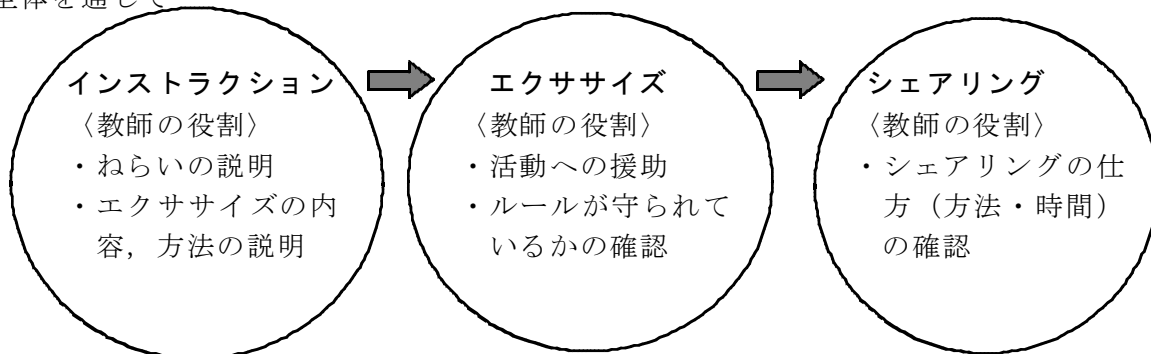 全体を通して
インストラクション
〈教師の役割〉
・ねらいの説明
・エクササイズの内
容，方法の説明
エクササイズ
〈教師の役割〉
・活動への援助
・ルールが守られて
いるかの確認
シェアリング
〈教師の役割〉
・シェアリングの仕
方（方法・時間）
の確認